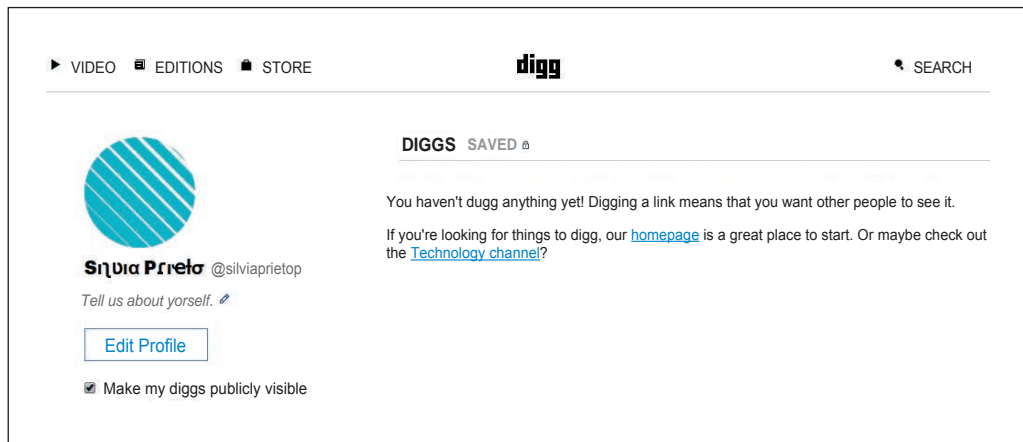 VIDEO EDITIONS STORE digg SEARCH
DIGGS SAVED
You haven't dugg anything yet! Digging a link means that you want other people to see it.
If you're looking for things to digg, our homepage is a great place to start. Or maybe check out
the Technology channel?
Silvia Prieto @silviaprietop
Tell us about yorself.
Edit Profile
Make my diggs publicly visible